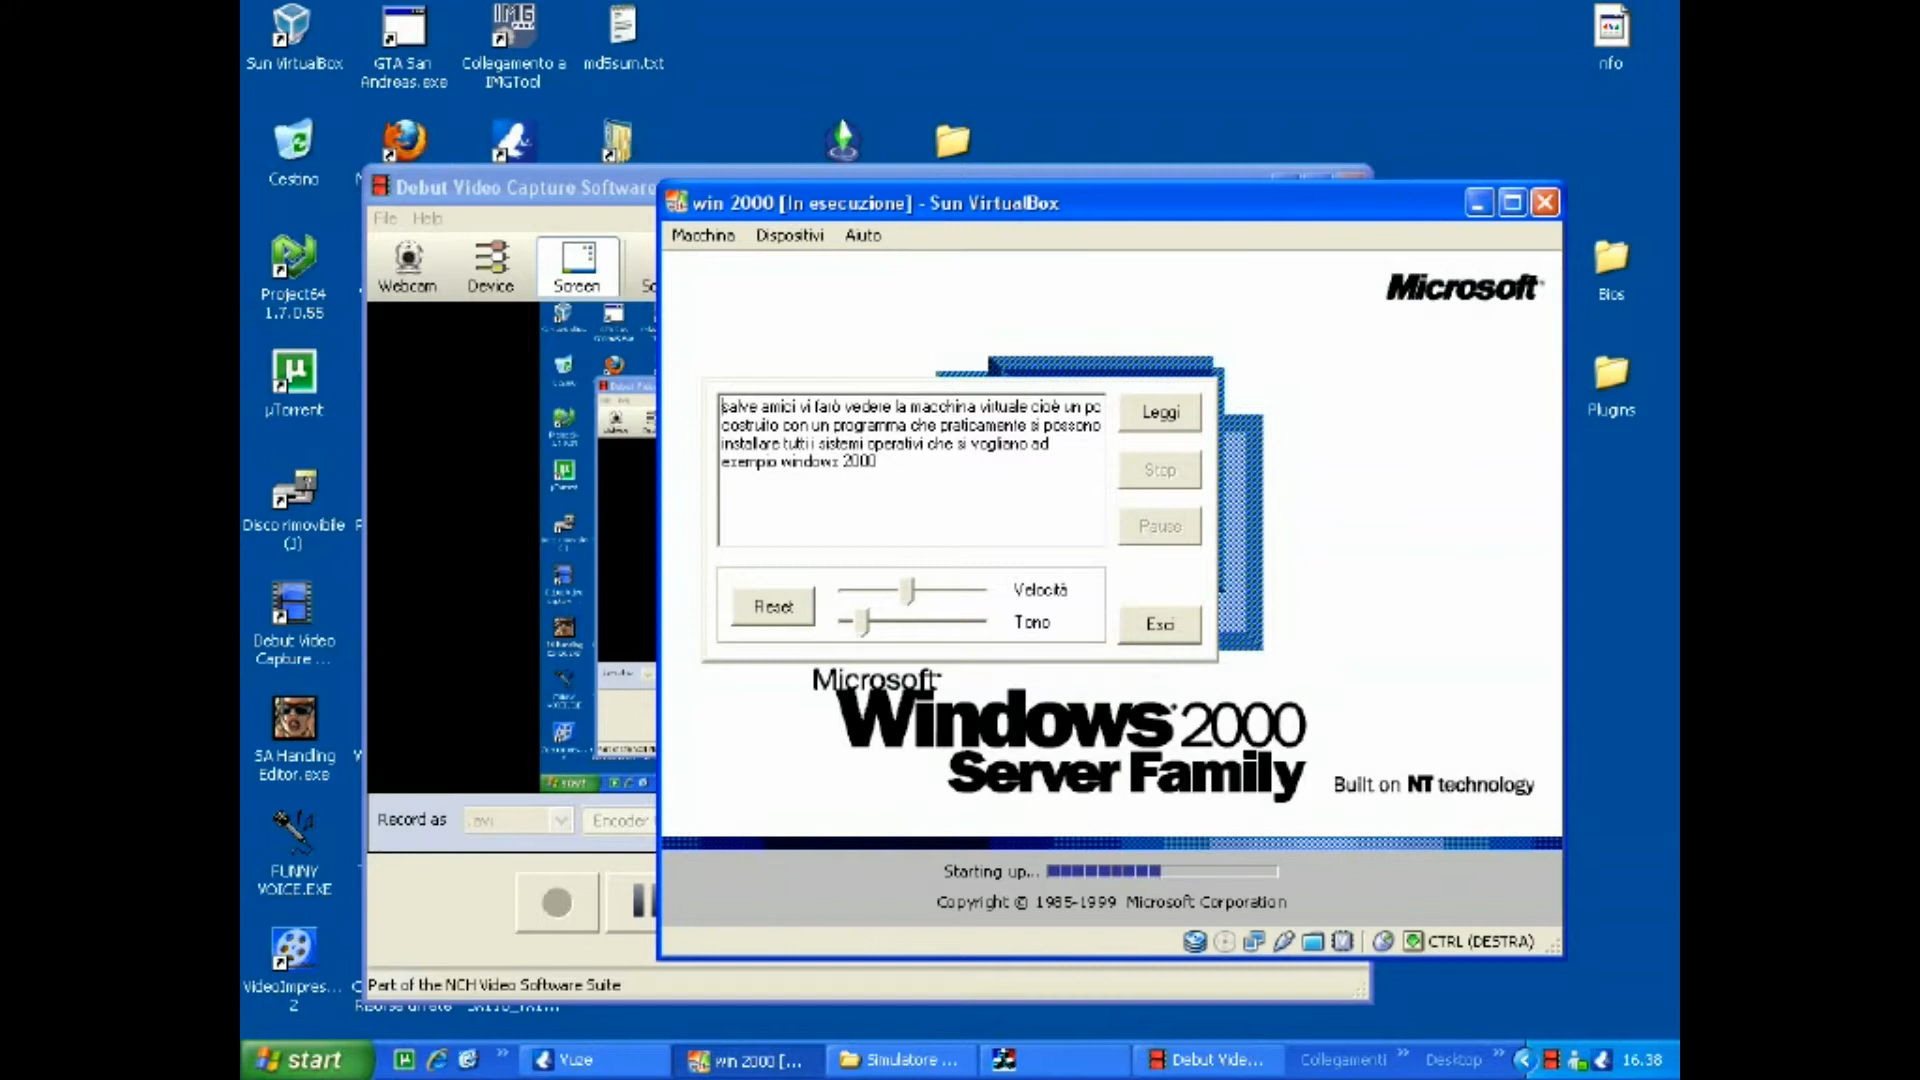 Sun VirtualBox
GTA San
Andreas.exe
Collegamento a
IMGTool
md5sum.txt
nfo
Cestino
Project64
1.7.0.55
µTorrent
Disco rimovibile
(J)
Debut Video
Capture ...
SA Handling
Editor.exe
FUNNY
VOICE.EXE
VideoImpres...
2
Bios
Plugins
Debut Video Capture Software
File Help
Webcam
Device
Screen
Record as
.avi
Encoder
Part of the NCH Video Software Suite
win 2000 [In esecuzione] - Sun VirtualBox
Macchina Dispositivi Aiuto
Microsoft
salve amici vi farò vedere la macchina viituale cioè un pc
costruito con un programma che praticamente si possono
installare tutti i sistemi operativi che si vogliano ad
esempio windows 2000
Leggi
Stop
Pause
Reset
Velocità
Tono
Esci
Microsoft
Windows 2000
Server Family
Built on NT technology
Starting up...
Copyright © 1985-1999 Microsoft Corporation
CTRL (DESTRA)
start
Vuze
win 2000 [...
Simulatore ...
Debut Vide...
Collegamenti
Desktop
16.38